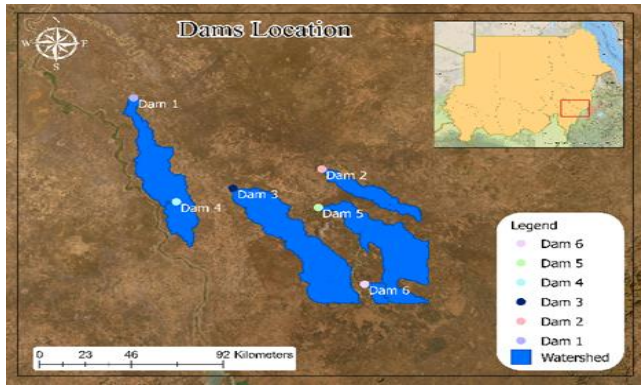 Dams Location
N
W E
S
Dam 1
Dam 2
Dam 3
Dam 4
Dam 5
Dam 6
Legend
Dam 6
Dam 5
Dam 4
Dam 3
Dam 2
Dam 1
Watershed
0 23 46 92 Kilometers